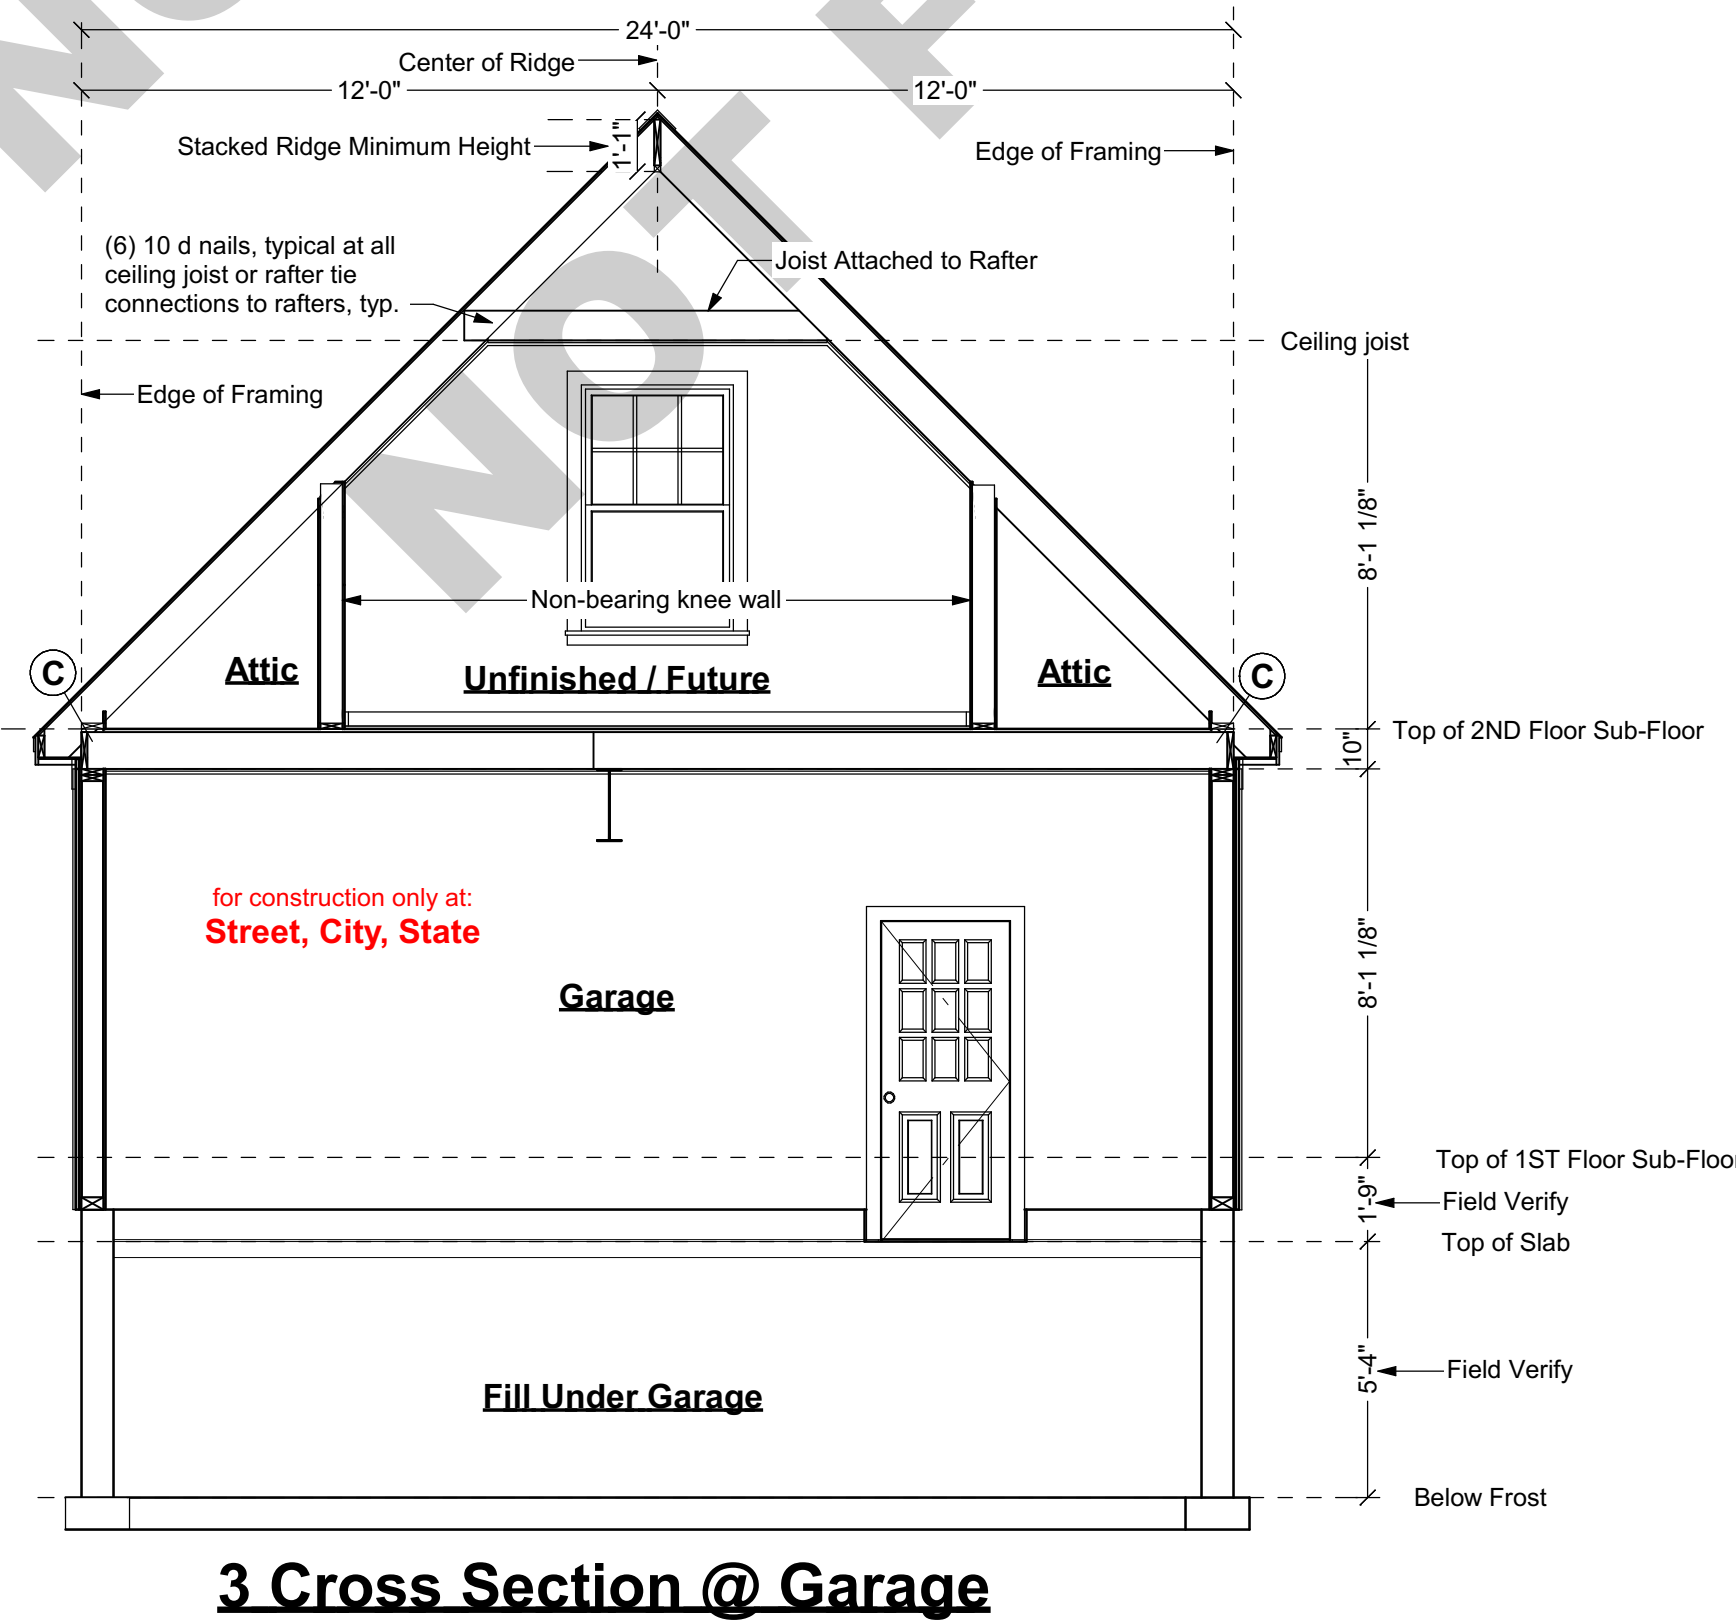 24'-0"
Center of Ridge
12'-0"
12'-0"
Stacked Ridge Minimum Height
1'-1"
Edge of Framing
(6) 10 d nails, typical at all
ceiling joist or rafter tie
connections to rafters, typ.
Joist Attached to Rafter
Ceiling joist
Edge of Framing
8'-1 1/8"
Non-bearing knee wall
Attic
Unfinished / Future
Attic
C
C
Top of 2ND Floor Sub-Floor
10"
for construction only at:
Street, City, State
Garage
8'-1 1/8"
Top of 1ST Floor Sub-Floor
1'-9"
Field Verify
Top of Slab
5'-4"
Field Verify
Fill Under Garage
Below Frost
3 Cross Section @ Garage
NOT